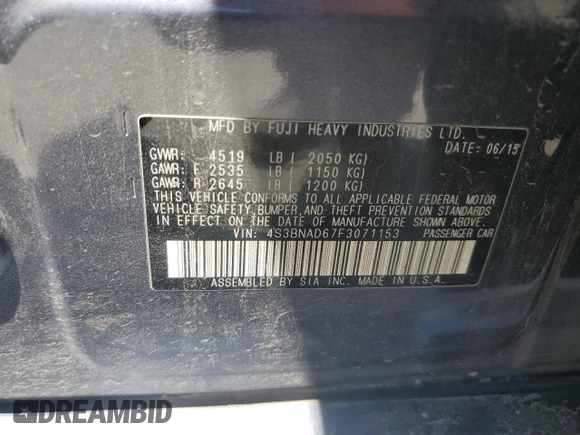 MFD BY FUJI HEAVY INDUSTRIES LTD.
DATE: 06/15
GVWR: 4519 LB ( 2050 KG)
GAWR: F 2535 LB ( 1150 KG)
GAWR: R 2645 LB ( 1200 KG)
THIS VEHICLE CONFORMS TO ALL APPLICABLE FEDERAL MOTOR
VEHICLE SAFETY, BUMPER, AND THEFT PREVENTION STANDARDS
IN EFFECT ON THE DATE OF MANUFACTURE SHOWN ABOVE.
VIN: 4S3BNAD67F3071153 PASSENGER CAR
ASSEMBLED BY SIA INC. MADE IN U.S.A.
DREAMBID